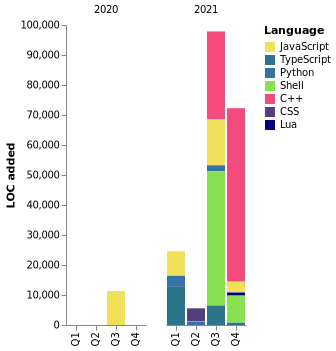 2020 2021
Language
JavaScript
TypeScript
Python
Shell
C++
CSS
Lua
LOC added
100,000
90,000
80,000
70,000
60,000
50,000
40,000
30,000
20,000
10,000
0
Q1 Q2 Q3 Q4 Q1 Q2 Q3 Q4